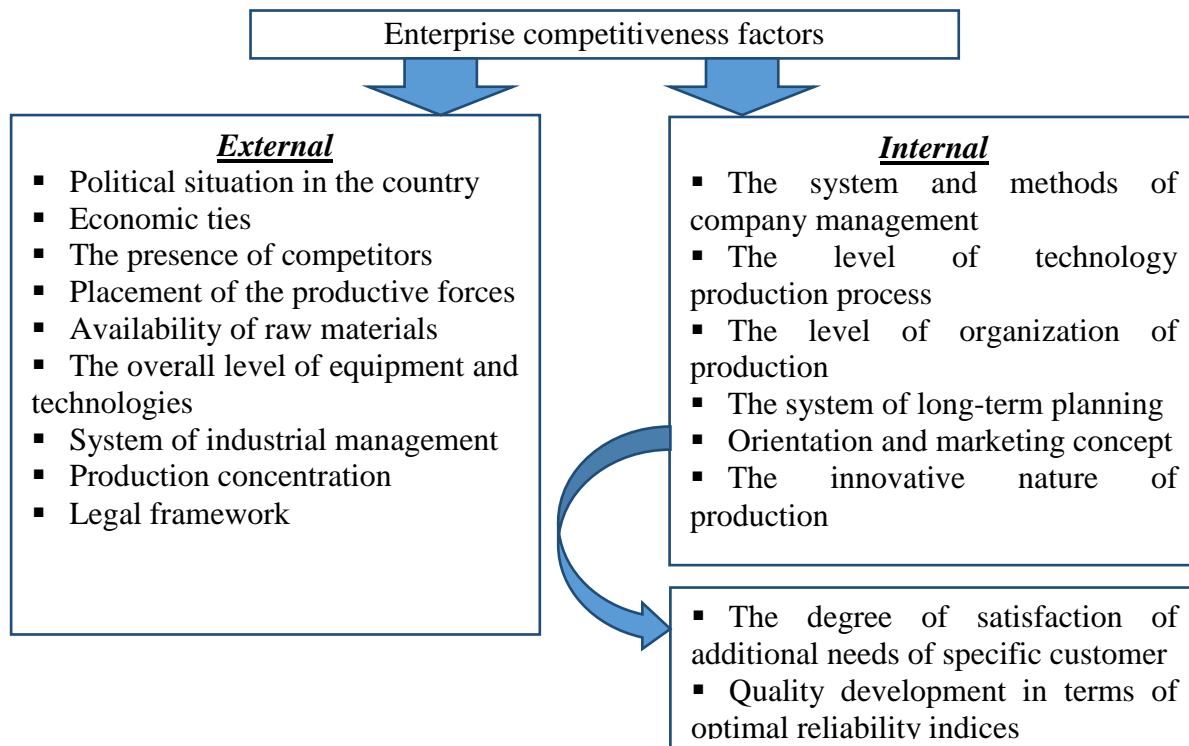 Enterprise competitiveness factors
External
▪ Political situation in the country
▪ Economic ties
▪ The presence of competitors
▪ Placement of the productive forces
▪ Availability of raw materials
▪ The overall level of equipment and
technologies
▪ System of industrial management
▪ Production concentration
▪ Legal framework
Internal
▪ The system and methods of
company management
▪ The level of technology
production process
▪ The level of organization of
production
▪ The system of long-term planning
▪ Orientation and marketing concept
▪ The innovative nature of
production
▪ The degree of satisfaction of
additional needs of specific customer
▪ Quality development in terms of
optimal reliability indices